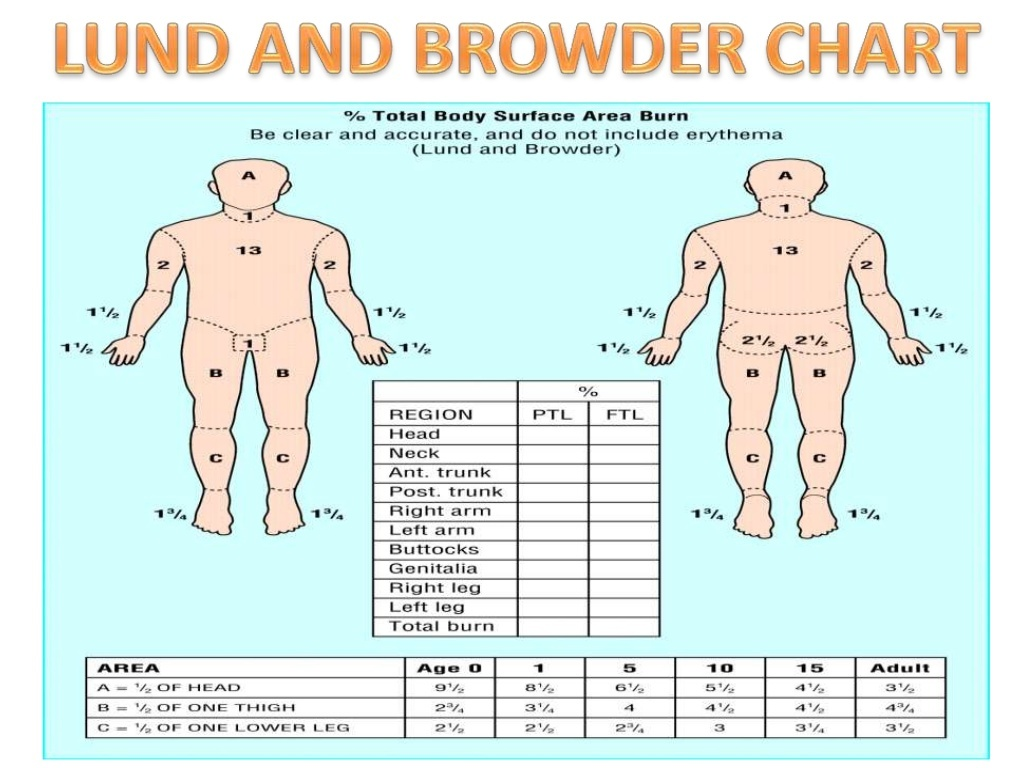 LUND AND BROWDER CHART
% Total Body Surface Area Burn
Be clear and accurate, and do not include erythema
(Lund and Browder)
A A
1 1
13 13
2 2 2 2
1½ 1½ 1½ 1½
1½ 1 1½ 1½ 2½ 2½ 1½
B B B B
%
REGION PTL FTL
Head
Neck
Ant. trunk
C C C C
Post. trunk
Right arm
1¾ 1¾ 1¾ 1¾
Left arm
Buttocks
Genitalia
Right leg
Left leg
Total burn
AREA Age 0 1 5 10 15 Adult
A = ½ OF HEAD 9½ 8½ 6½ 5½ 4½ 3½
B = ½ OF ONE THIGH 2¾ 3¼ 4 4½ 4½ 4¾
C = ½ OF ONE LOWER LEG 2½ 2½ 2¾ 3 3¼ 3½